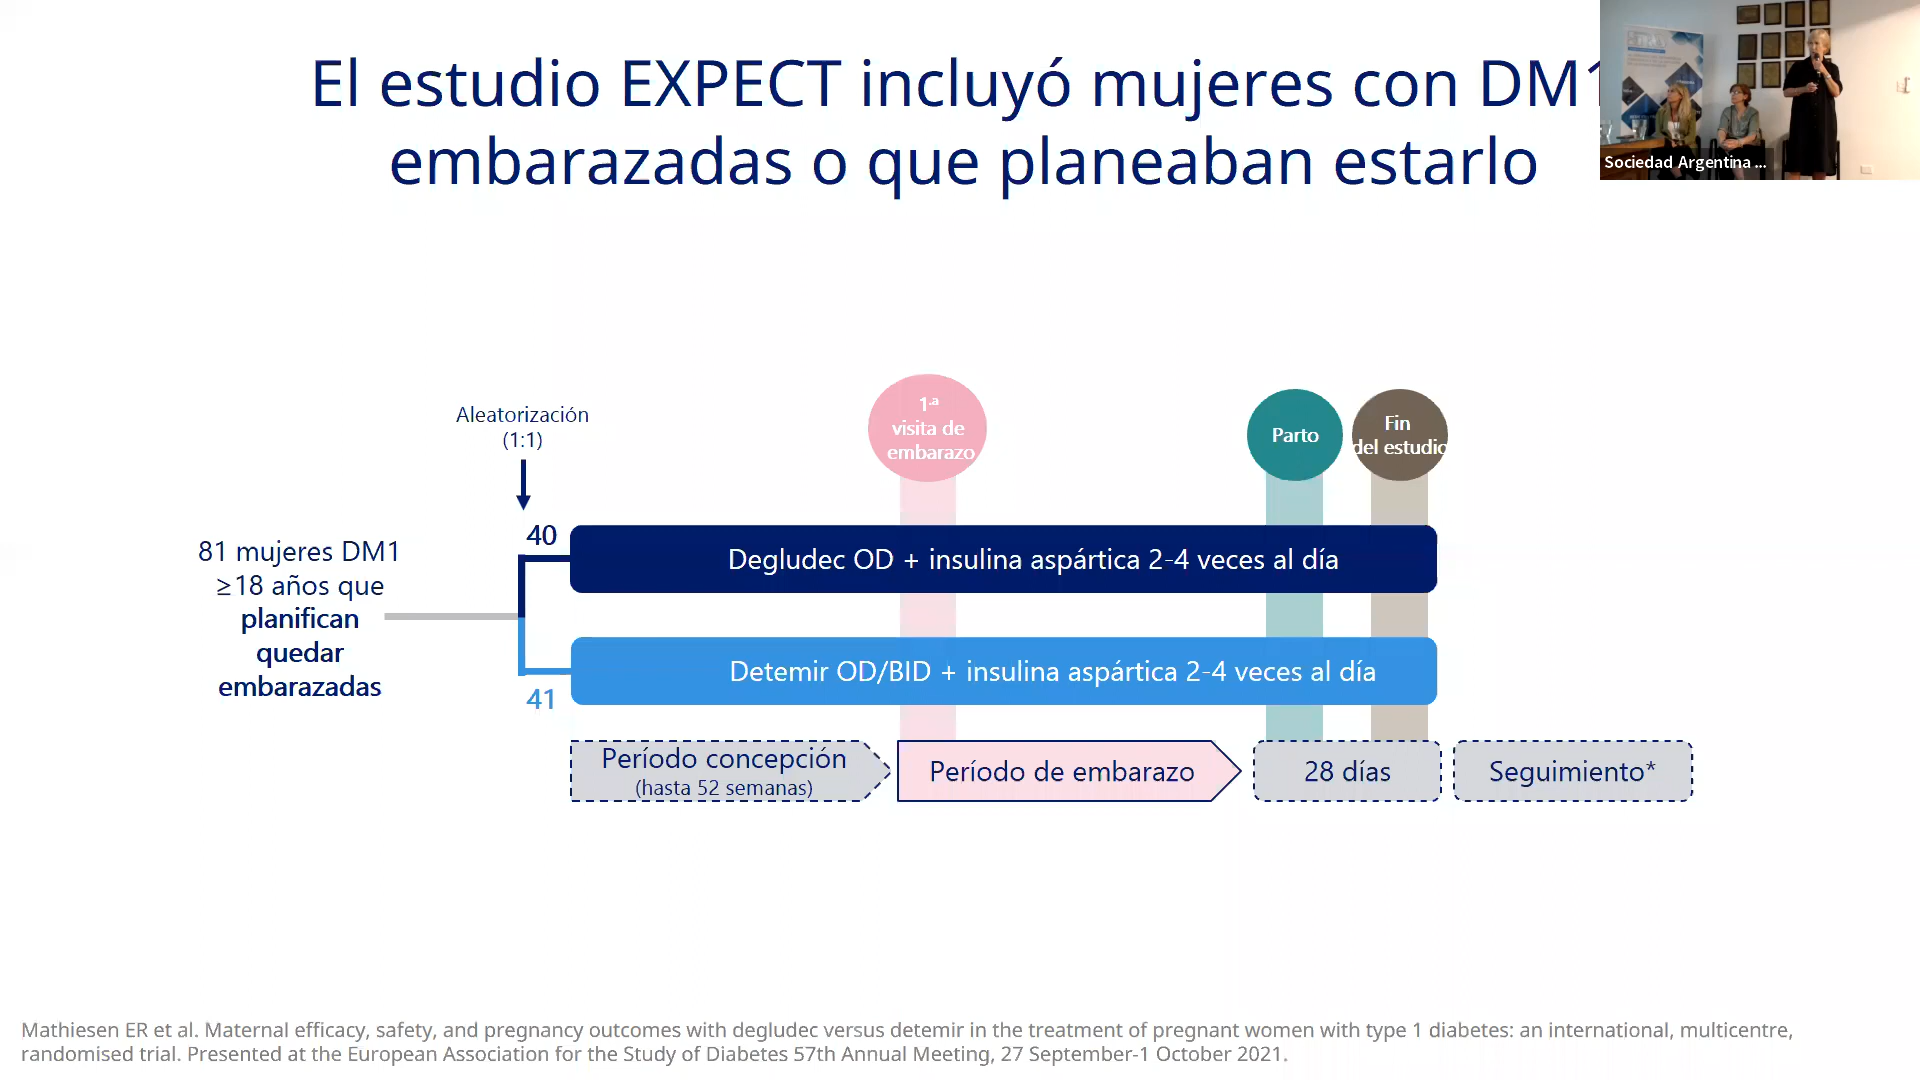 El estudio EXPECT incluyó mujeres con DM1
embarazadas o que planeaban estarlo
Sociedad Argentina ...
Aleatorización
(1:1)
1.ª
visita de
embarazo
Parto
Fin
del estudio
40
Degludec OD + insulina aspártica 2-4 veces al día
81 mujeres DM1
≥18 años que
planifican
quedar
embarazadas
Detemir OD/BID + insulina aspártica 2-4 veces al día
41
Período concepción
(hasta 52 semanas)
Período de embarazo
28 días
Seguimiento*
Mathiesen ER et al. Maternal efficacy, safety, and pregnancy outcomes with degludec versus detemir in the treatment of pregnant women with type 1 diabetes: an international, multicentre,
randomised trial. Presented at the European Association for the Study of Diabetes 57th Annual Meeting, 27 September-1 October 2021.